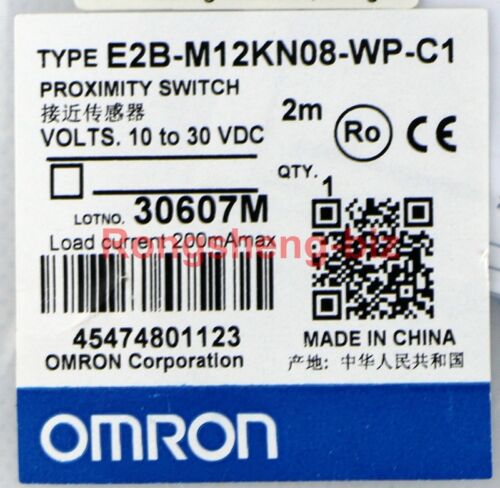 TYPE E2B-M12KN08-WP-C1
PROXIMITY SWITCH
接近传感器
2m
Ro CE
VOLTS. 10 to 30 VDC
QTY.
1
LOTNO. 30607M
Load current 200mAmax
Rongsheng-biz
45474801123
MADE IN CHINA
OMRON Corporation
产地: 中华人民共和国
OMRON